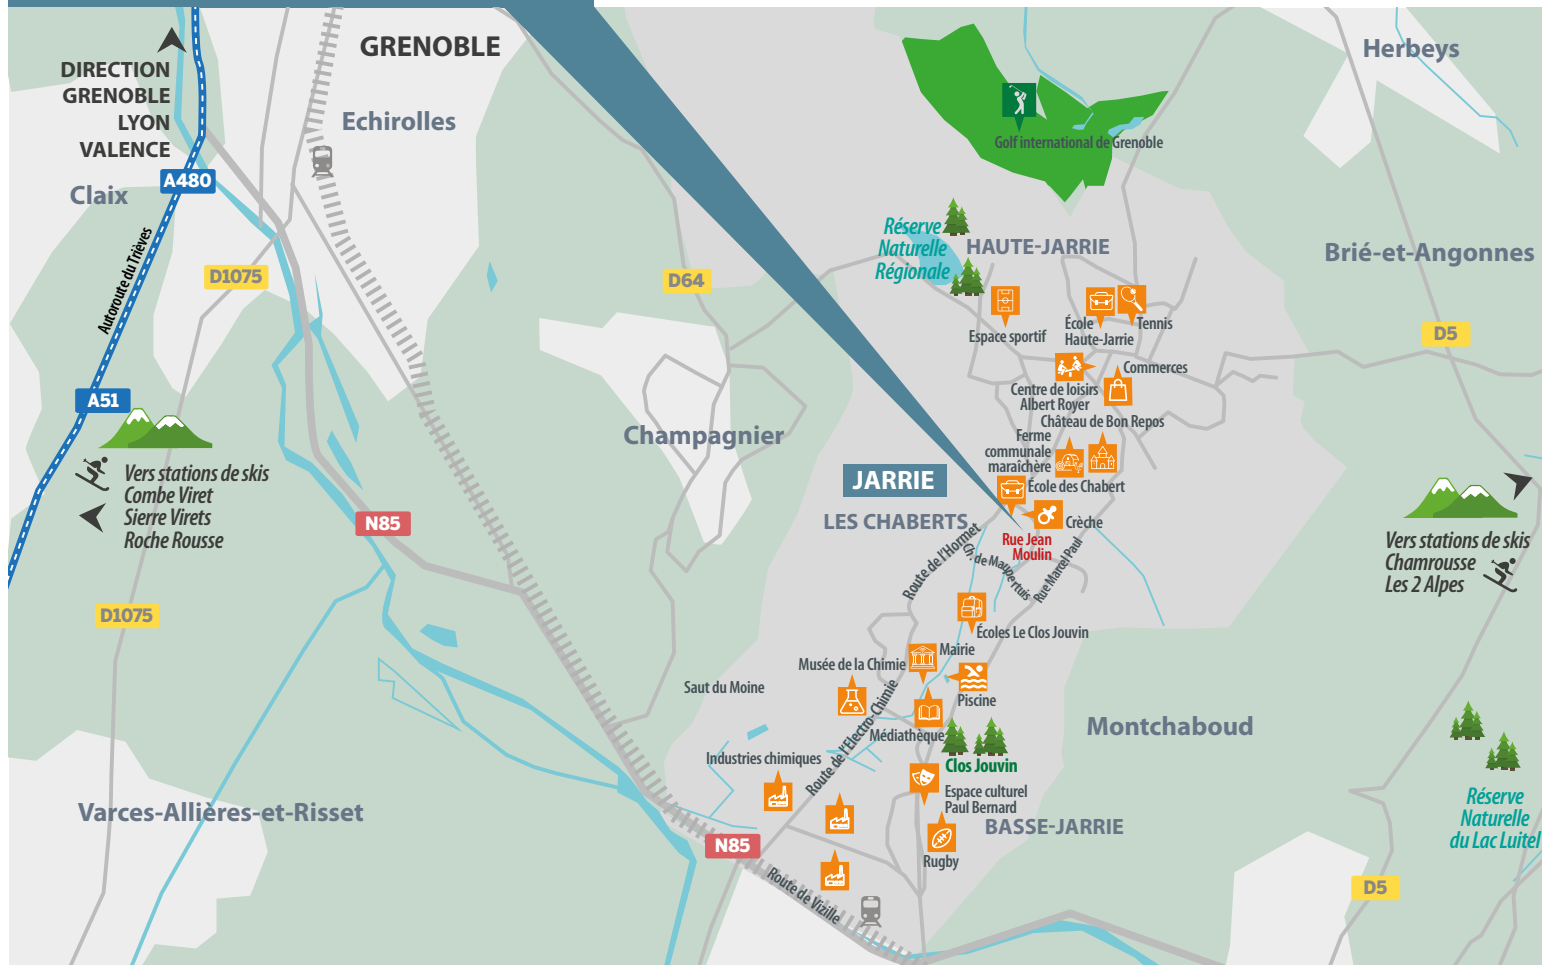 GRENOBLE
DIRECTION
GRENOBLE
LYON
VALENCE
Echirolles
Herbeys
A480
Claix
Autoroute du Trièves
Golf international de Grenoble
Réserve
Naturelle
Régionale
HAUTE-JARRIE
Brié-et-Angonnes
D1075
D64
Espace sportif
École
Haute-Jarrie
Tennis
D5
A51
Centre de loisirs
Albert Royer
Commerces
Château de Bon Repos
Champagnier
Ferme
communale
maraîchère
École des Chabert
Vers stations de skis
Combe Viret
Sierre Virets
Roche Rousse
JARRIE
LES CHABERTS
N85
Crèche
Rue Jean
Moulin
Vers stations de skis
Chamrousse
Les 2 Alpes
Route de l'Hormet
Ch. de Maupertuis
Rue Marcel Paul
D1075
Écoles Le Clos Jouvin
Mairie
Musée de la Chimie
Saut du Moine
Piscine
Médiathèque
Route de l'Electro-Chimie
Montchaboud
Industries chimiques
Clos Jouvin
Espace culturel
Paul Bernard
BASSE-JARRIE
Varces-Allières-et-Risset
Réserve
Naturelle
du Lac Luitel
N85
Rugby
Route de Vizille
D5